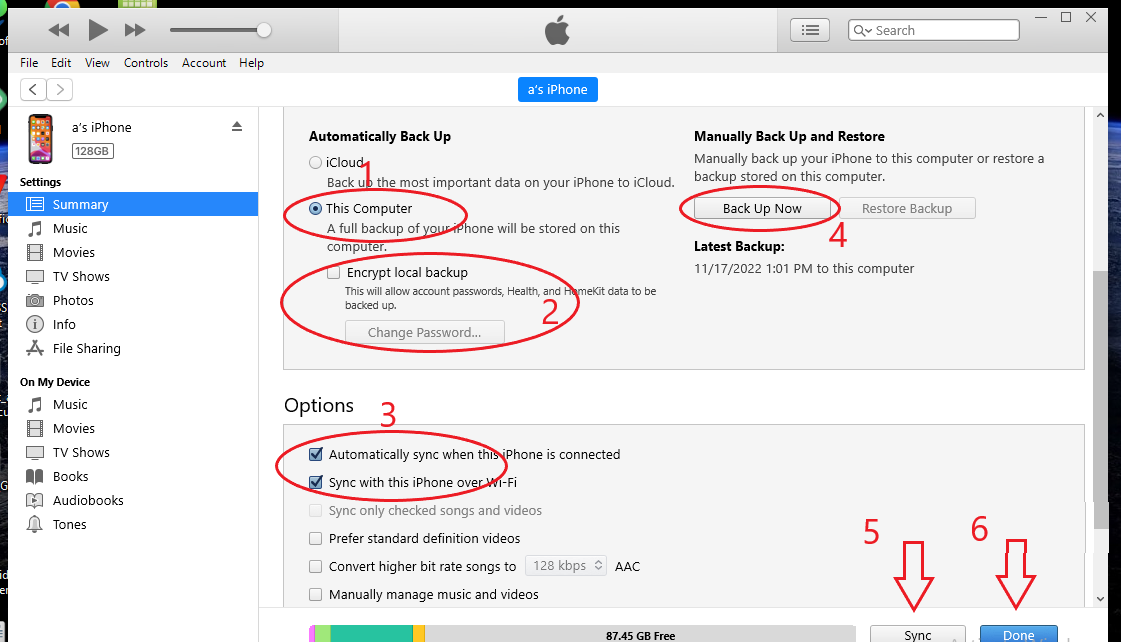 Search
File Edit View Controls Account Help
a's iPhone
a's iPhone
128GB
Settings
Summary
Music
Movies
TV Shows
Photos
Info
File Sharing
On My Device
Music
Movies
TV Shows
Books
Audiobooks
Tones
Automatically Back Up
iCloud
1
Back up the most important data on your iPhone to iCloud.
This Computer
A full backup of your iPhone will be stored on this
computer.
Encrypt local backup
This will allow account passwords, Health, and HomeKit data to be
backed up.
2
Change Password...
Manually Back Up and Restore
Manually back up your iPhone to this computer or restore a
backup stored on this computer.
Back Up Now
Restore Backup
4
Latest Backup:
11/17/2022 1:01 PM to this computer
Options
3
Automatically sync when this iPhone is connected
Sync with this iPhone over Wi-Fi
Sync only checked songs and videos
Prefer standard definition videos
Convert higher bit rate songs to 128 kbps AAC
Manually manage music and videos
5
6
87.45 GB Free
Sync
Done